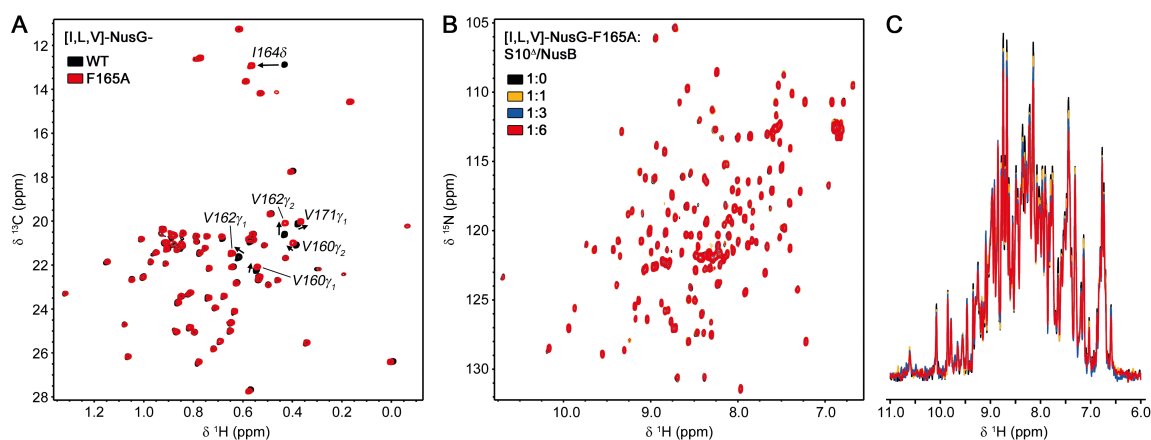 A
[I,L,V]-NusG-
WT
F165A
I164δ
V162γ2
V162γ1
V171γ1
V160γ2
V160γ1
12
14
16
18
20
22
24
26
28
δ 13C (ppm)
1.2 1.0 0.8 0.6 0.4 0.2 0.0
δ 1H (ppm)
B
[I,L,V]-NusG-F165A:
S10Δ/NusB
1:0
1:1
1:3
1:6
105
110
115
120
125
130
δ 15N (ppm)
10.0 9.0 8.0 7.0
δ 1H (ppm)
C
11.0 10.0 9.0 8.0 7.0 6.0
δ 1H (ppm)